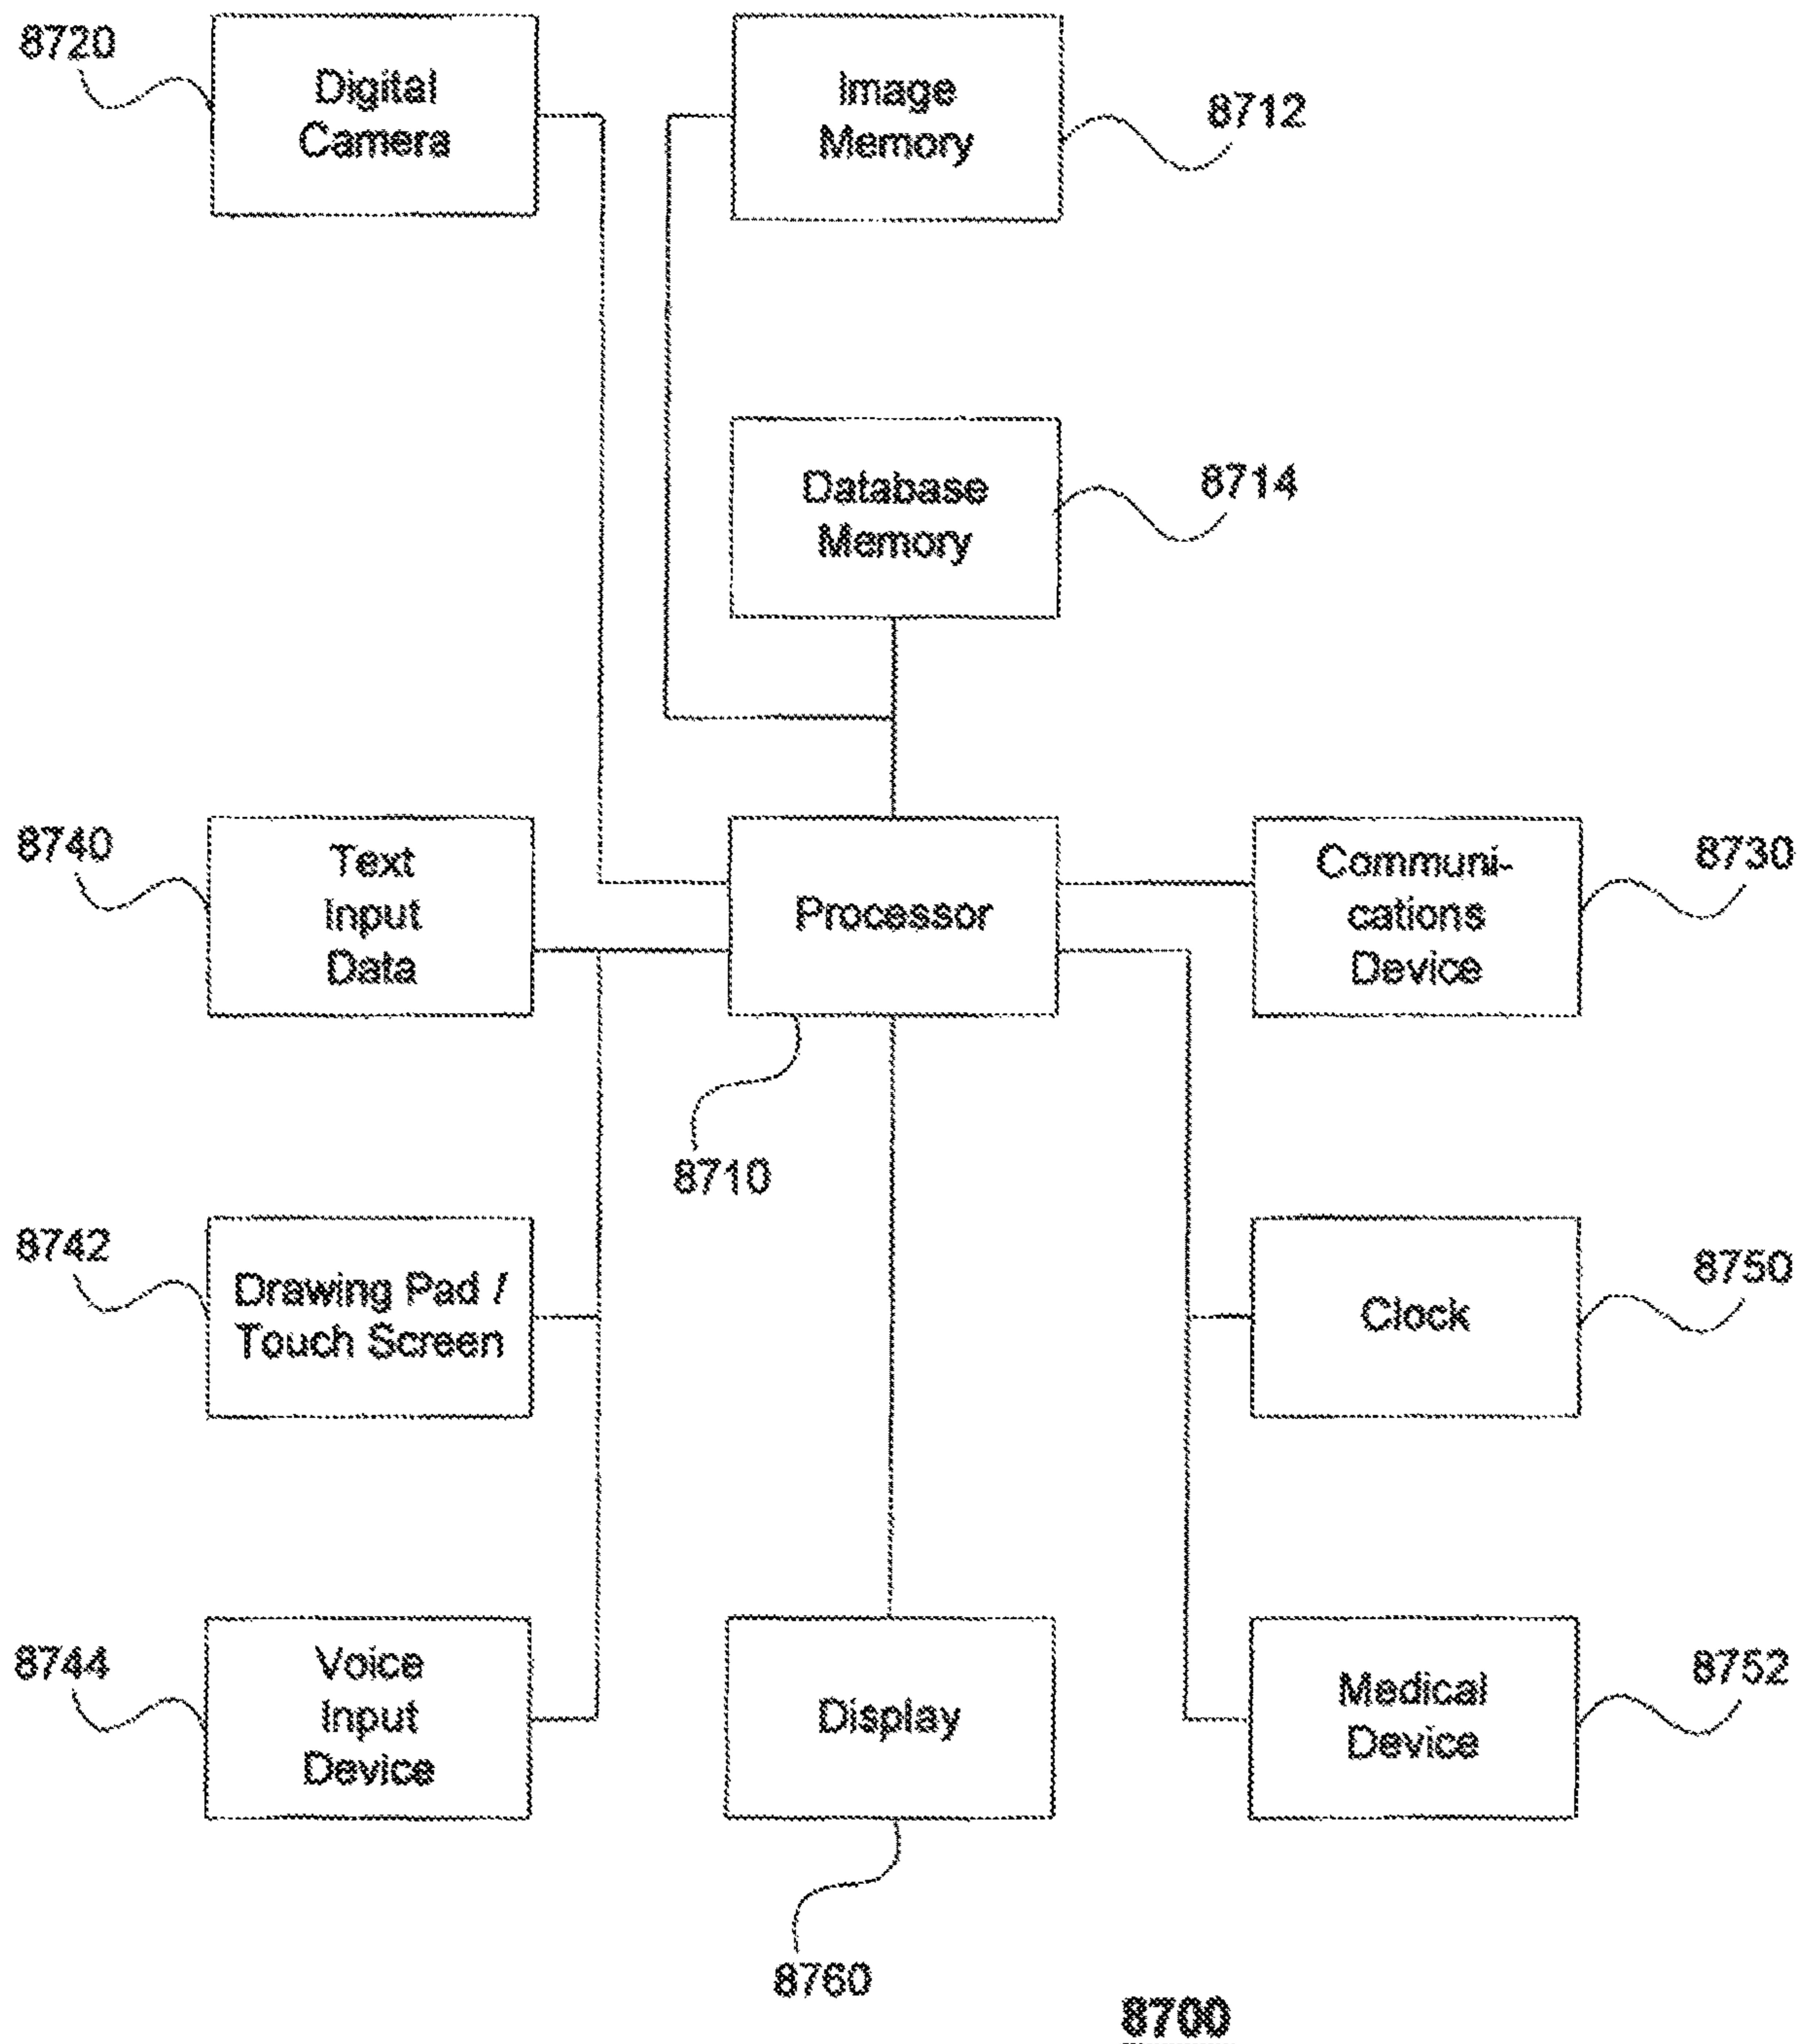 8720
Digital
Camera
Image
Memory
8712
Database
Memory
8714
8740
Text
Input
Data
Processor
8710
Communi-
cations
Device
8730
8742
Drawing Pad /
Touch Screen
Clock
8750
8744
Voice
Input
Device
Display
8760
Medical
Device
8752
8700